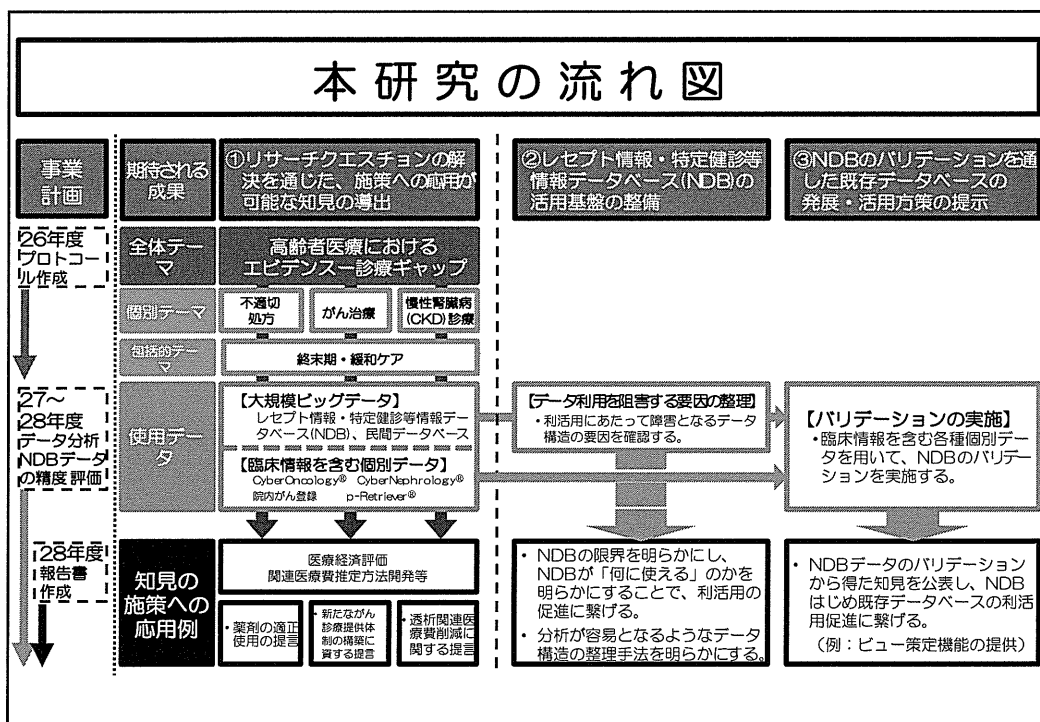 本研究の流れ図
事業
計画
期待される
成果
①リサーチクエスチョンの解
決を通じた、施策への応用が
可能な知見の導出
②レセプト情報・特定健診等
情報データベース(NDB)の
活用基盤の整備
③NDBのバリデーションを通
した既存データベースの
発展・活用方策の提示
26年度
プロトコー
ル作成
全体テー
マ
高齢者医療における
エビデンスー診療ギャップ
個別テーマ
不適切
処方
がん治療
慢性腎臓病
(CKD)診療
包括的テー
マ
終末期・緩和ケア
27～
28年度
データ分析
NDBデータ
の精度評価
使用デー
タ
【大規模ビッグデータ】
レセプト情報・特定健診等情報デー
タベース(NDB)、民間データベース
【臨床情報を含む個別データ】
CyberOncology® CyberNephrology®
院内がん登録 p-Retriever®
【データ利用を阻害する要因の整理】
・利活用にあたって障害となるデータ
構造の要因を確認する。
【バリデーションの実施】
・臨床情報を含む各種個別デー
タを用いて、NDBのバリデー
ションを実施する。
28年度
報告書
作成
知見の
施策への
応用例
医療経済評価
関連医療費推定方法開発等
・薬剤の適正
使用の提言
・新たながん
診療提供体
制の構築に
資する提言
・透析関連医
療費削減に
関する提言
・ NDBの限界を明らかにし、
NDBが「何に使える」のかを
明らかにすることで、利活用の
促進に繋げる。
・ 分析が容易となるようなデータ
構造の整理手法を明らかにする。
・ NDBデータのバリデーション
から得た知見を公表し、NDB
はじめ既存データベースの利活
用促進に繋げる。
（例：ビュー策定機能の提供）